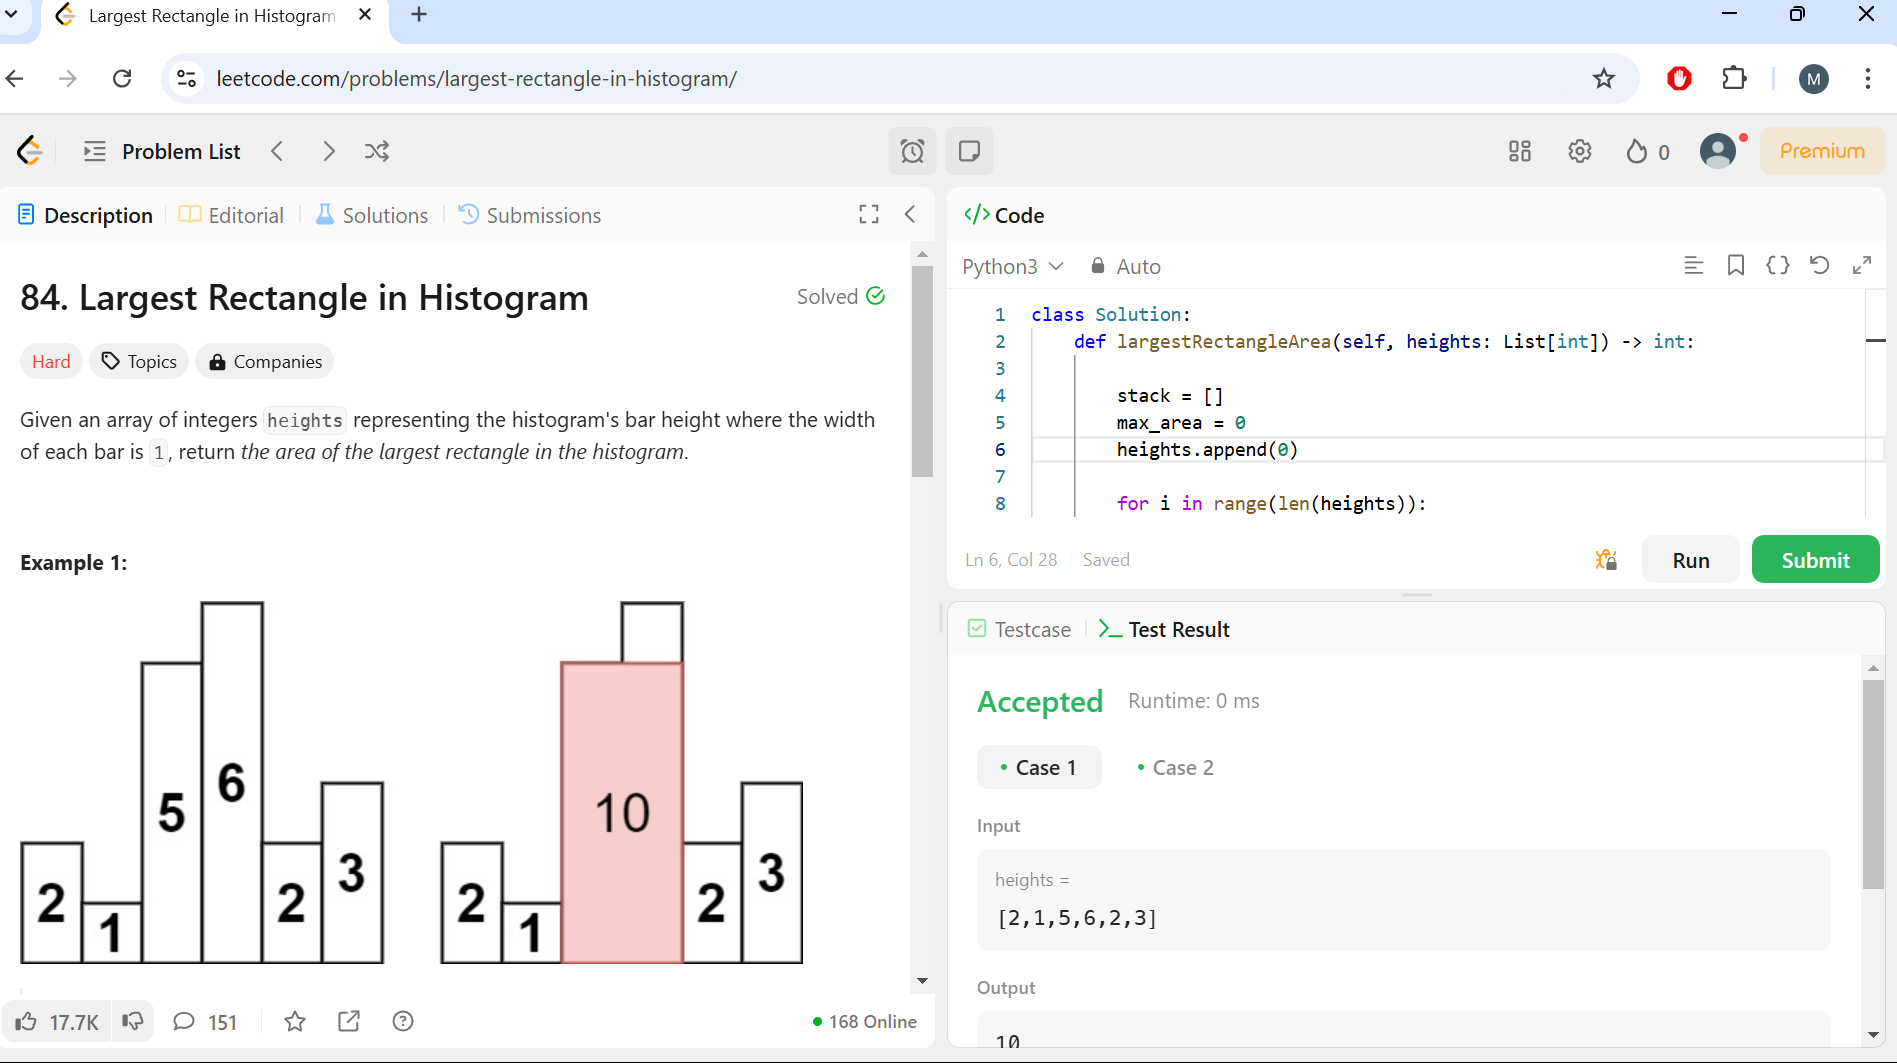 Largest Rectangle in Histogram
leetcode.com/problems/largest-rectangle-in-histogram/
M
Problem List
0
Premium
Description
Editorial
Solutions
Submissions
84. Largest Rectangle in Histogram
Solved
Hard
Topics
Companies
Given an array of integers heights representing the histogram's bar height where the width
of each bar is 1, return the area of the largest rectangle in the histogram.
Example 1:
2
1
5
6
2
3
2
1
10
2
3
17.7K
151
168 Online
</> Code
Python3
Auto
1 class Solution:
2 def largestRectangleArea(self, heights: List[int]) -> int:
3
4 stack = []
5 max_area = 0
6 heights.append(0)
7
8 for i in range(len(heights)):
Ln 6, Col 28
Saved
Run
Submit
Testcase
Test Result
Accepted
Runtime: 0 ms
Case 1
Case 2
Input
heights =
[2,1,5,6,2,3]
Output
10